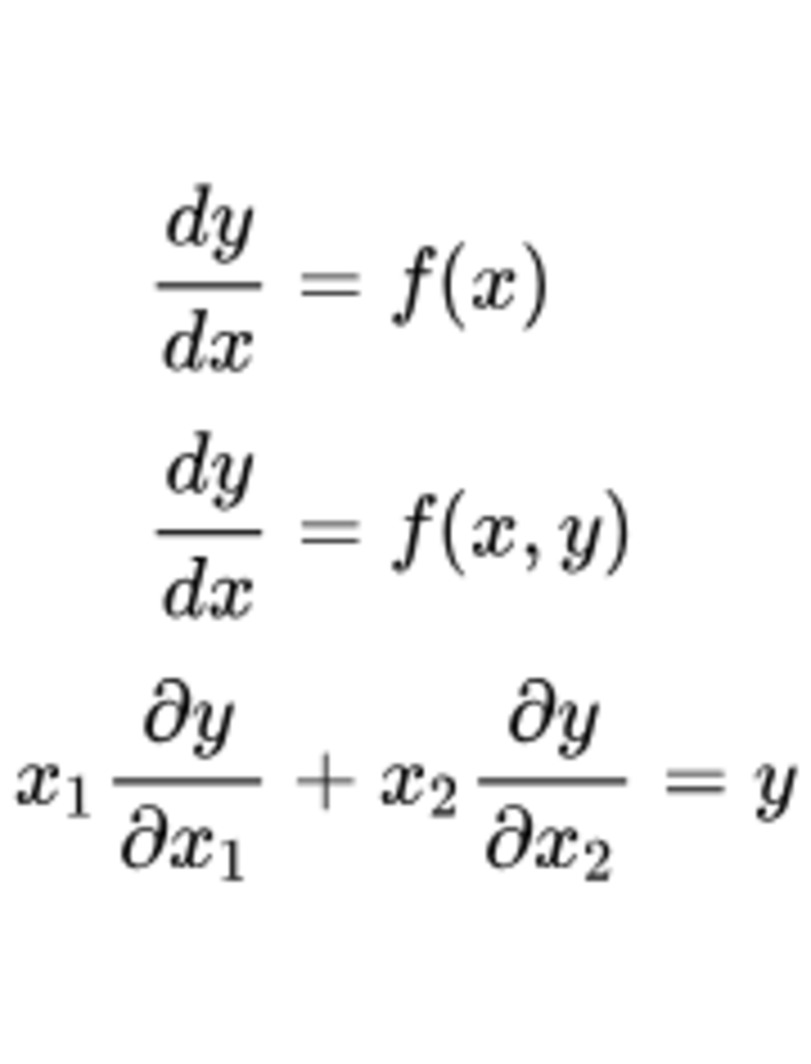 dy/dx = f(x)
dy/dx = f(x, y)
x₁ ∂y/∂x₁ + x₂ ∂y/∂x₂ = y